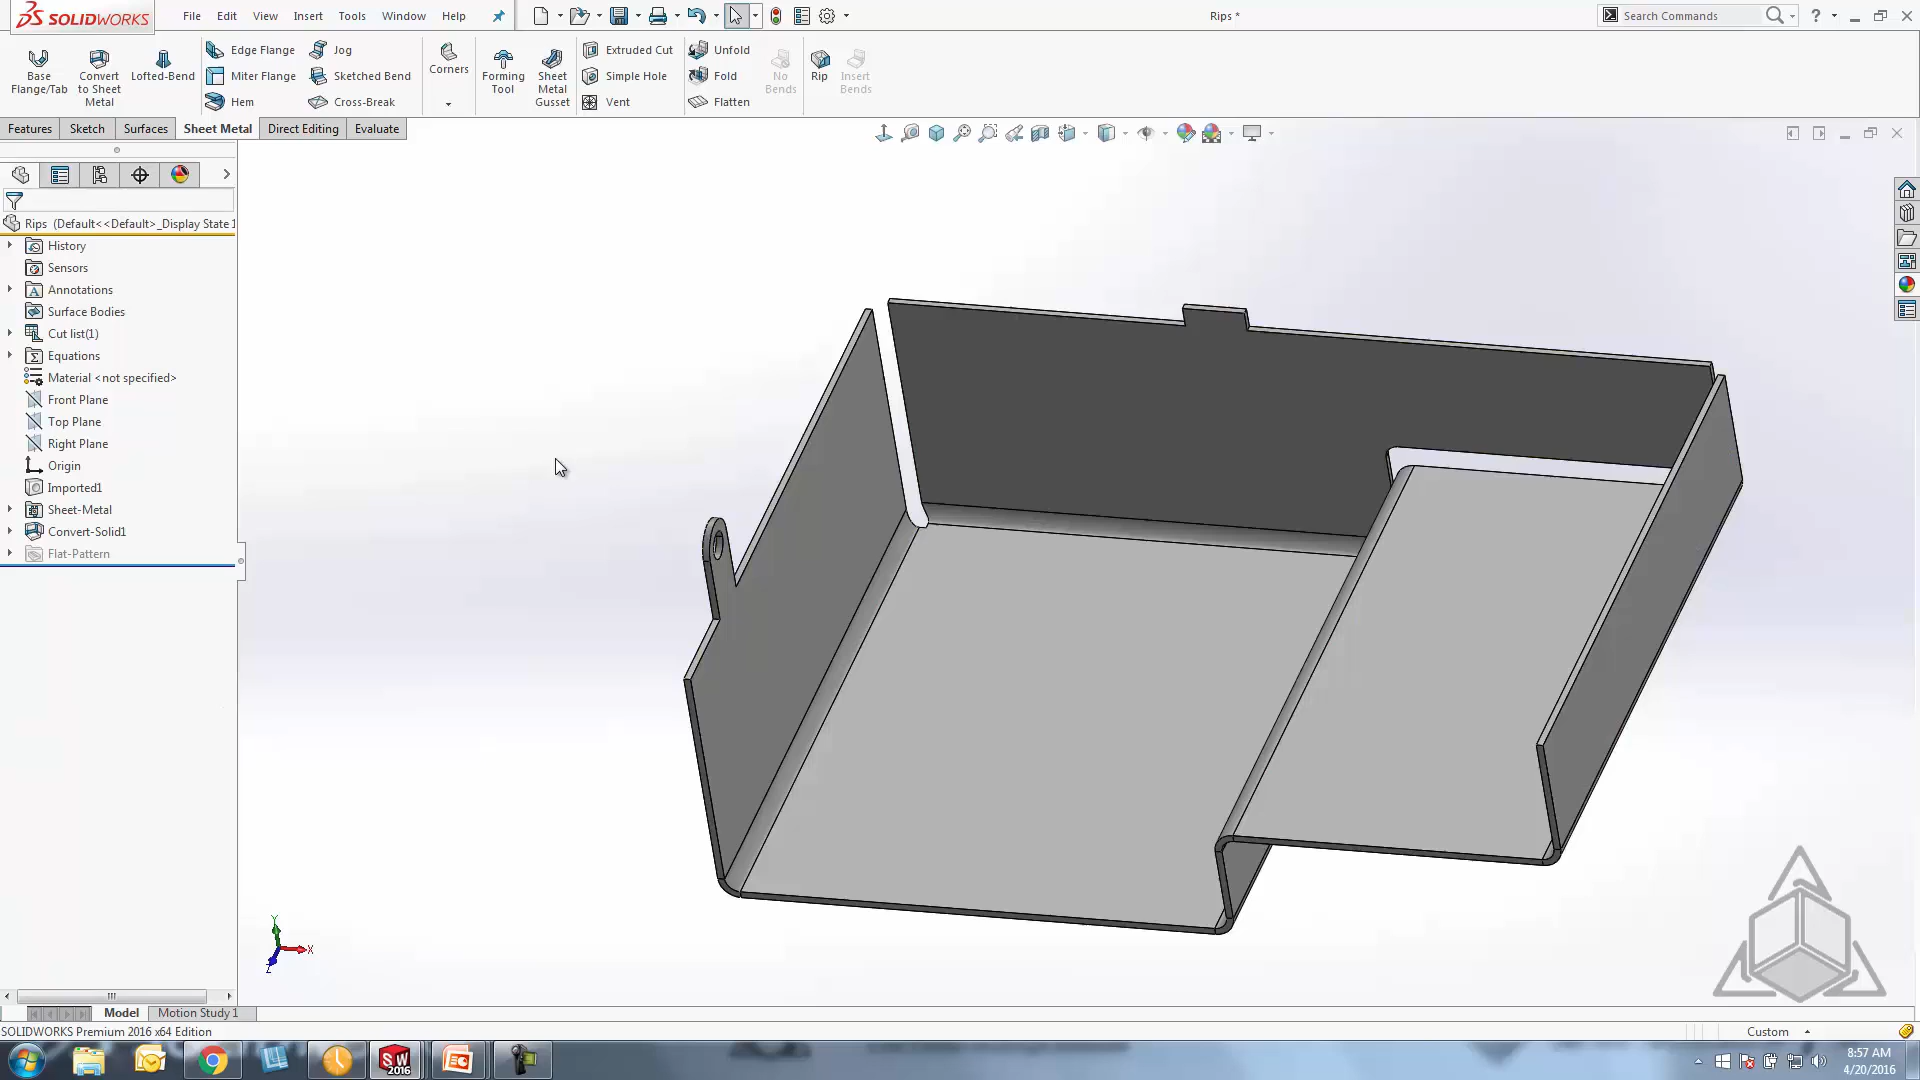 SOLIDWORKS
File Edit View Insert Tools Window Help
Rips *
Search Commands
?
Base Flange/Tab
Convert to Sheet Metal
Lofted-Bend
Edge Flange
Miter Flange
Hem
Jog
Sketched Bend
Cross-Break
Corners
Forming Tool
Sheet Metal Gusset
Extruded Cut
Simple Hole
Vent
Unfold
Fold
Flatten
No Bends
Rip
Insert Bends
Features Sketch Surfaces Sheet Metal Direct Editing Evaluate
Rips (Default<<Default>_Display State 1
History
Sensors
Annotations
Surface Bodies
Cut list(1)
Equations
Material <not specified>
Front Plane
Top Plane
Right Plane
Origin
Imported1
Sheet-Metal
Convert-Solid1
Flat-Pattern
Y
X
Z
Model Motion Study 1
SOLIDWORKS Premium 2016 x64 Edition
Custom
SW
2016
8:57 AM
4/20/2016